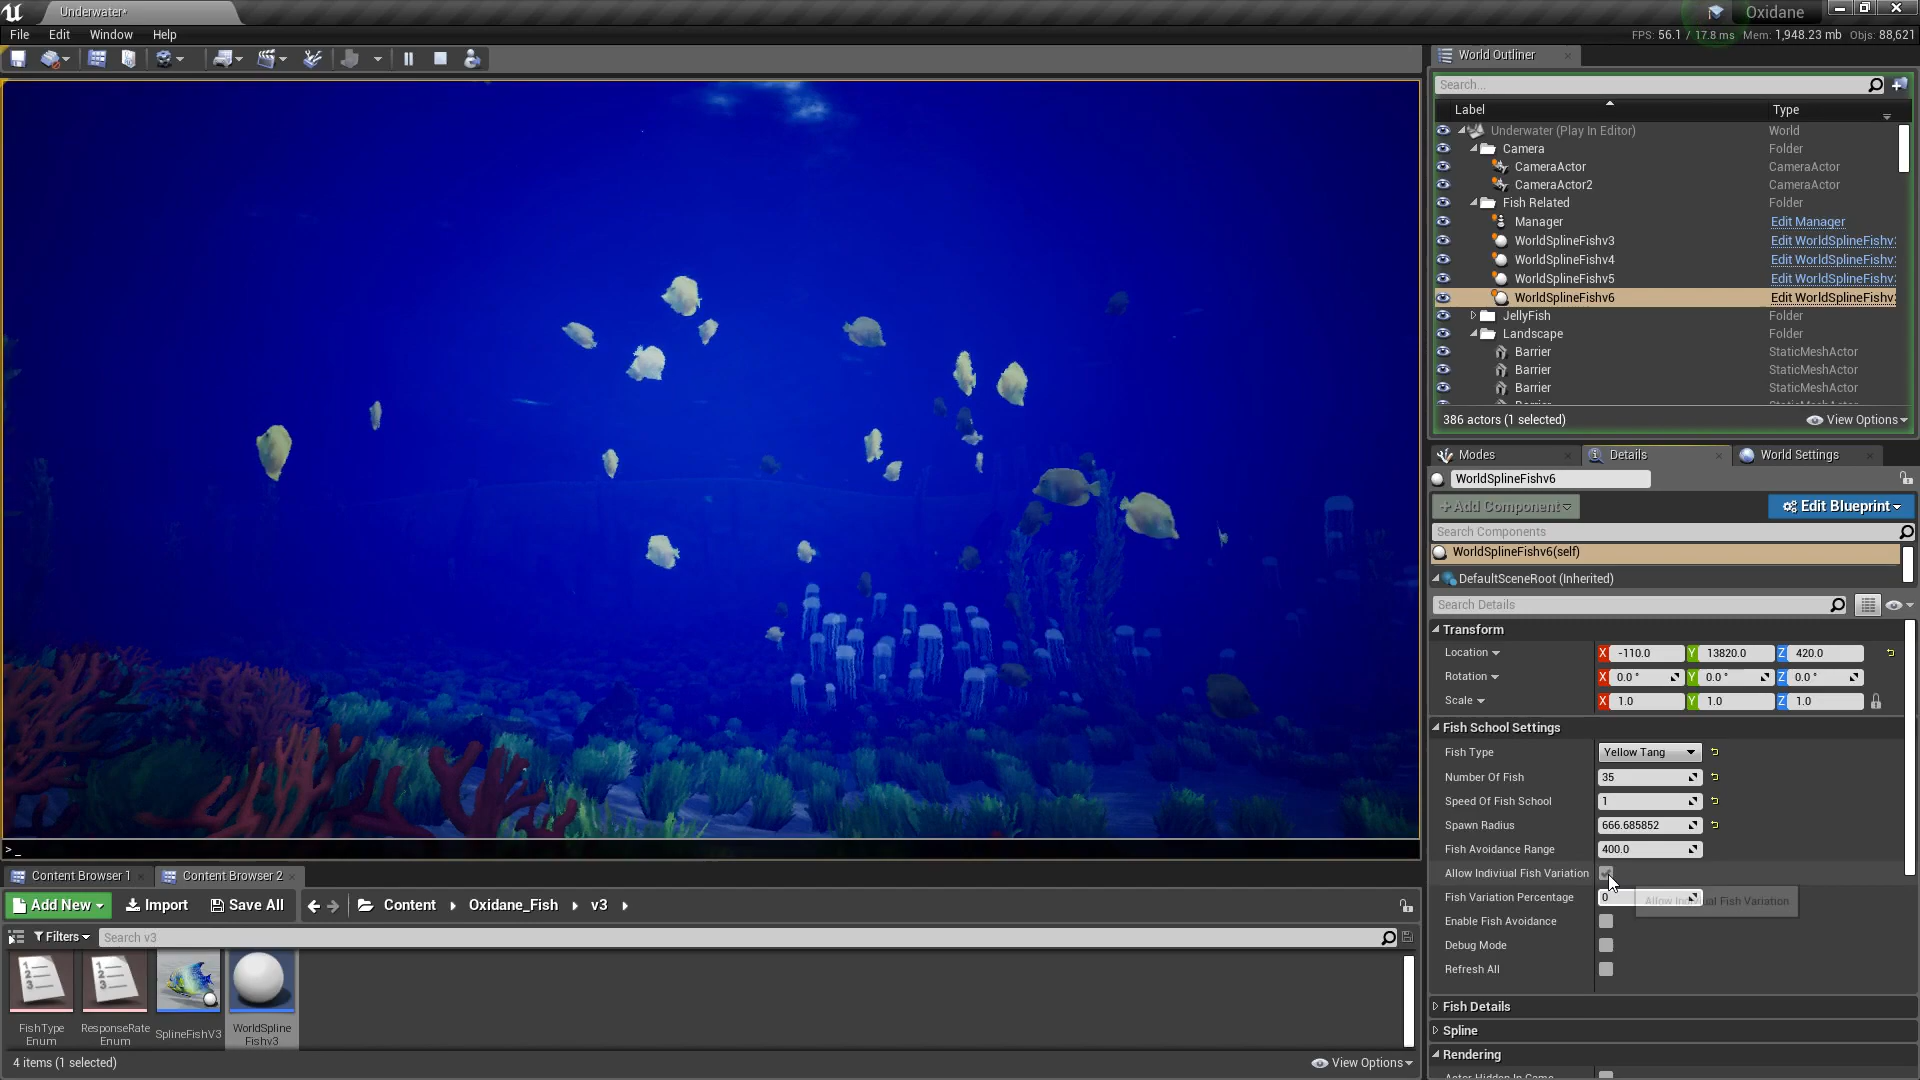 Underwater*
Oxidane
File Edit Window Help
FPS: 56.1 / 17.8 ms Mem: 1,948.23 mb Objs: 88,621
World Outliner
Search...
Label Type
Underwater (Play In Editor) World
Camera Folder
CameraActor CameraActor
CameraActor2 CameraActor
Fish Related Folder
Manager Edit Manager
WorldSplineFishv3 Edit WorldSplineFishv
WorldSplineFishv4 Edit WorldSplineFishv
WorldSplineFishv5 Edit WorldSplineFishv
WorldSplineFishv6 Edit WorldSplineFishv
JellyFish Folder
Landscape Folder
Barrier StaticMeshActor
Barrier StaticMeshActor
Barrier StaticMeshActor
386 actors (1 selected) View Options
Modes Details World Settings
WorldSplineFishv6
+ Add Component Edit Blueprint
Search Components
WorldSplineFishv6(self)
DefaultSceneRoot (Inherited)
Search Details
Transform
Location X -110.0 Y 13820.0 Z 420.0
Rotation X 0.0 ° Y 0.0 ° Z 0.0 °
Scale X 1.0 Y 1.0 Z 1.0
Fish School Settings
Fish Type Yellow Tang
Number Of Fish 35
Speed Of Fish School 1
Spawn Radius 666.685852
Fish Avoidance Range 400.0
Allow Indiviual Fish Variation
Fish Variation Percentage 0
Allow Indiviual Fish Variation
Enable Fish Avoidance
Debug Mode
Refresh All
Fish Details
Spline
Rendering
>_
Content Browser 1 Content Browser 2
Add New Import Save All Content Oxidane_Fish v3
Filters Search v3
FishType Enum
ResponseRate Enum
SplineFishV3
WorldSpline Fishv3
4 items (1 selected) View Options